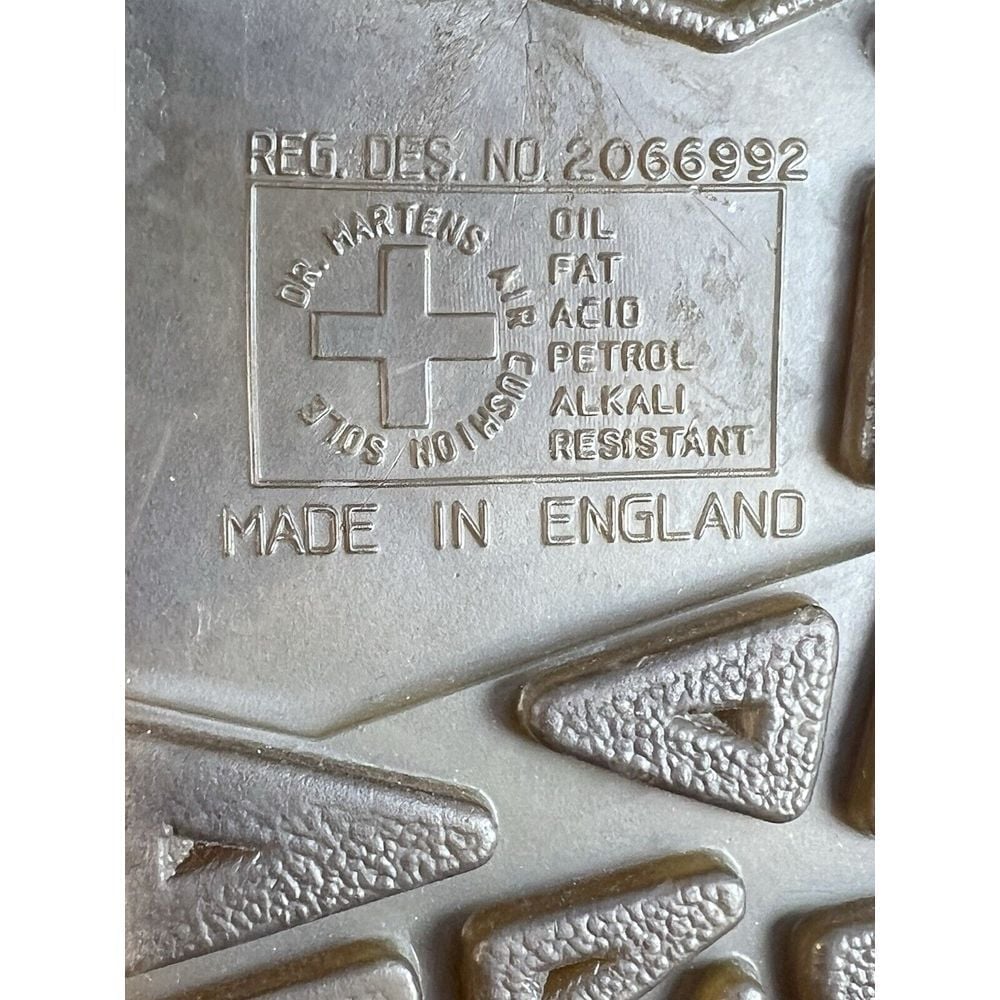 REG. DES. NO. 2066992
DR. MARTENS AIR CUSHION SOLE
OIL
FAT
ACID
PETROL
ALKALI
RESISTANT
MADE IN ENGLAND